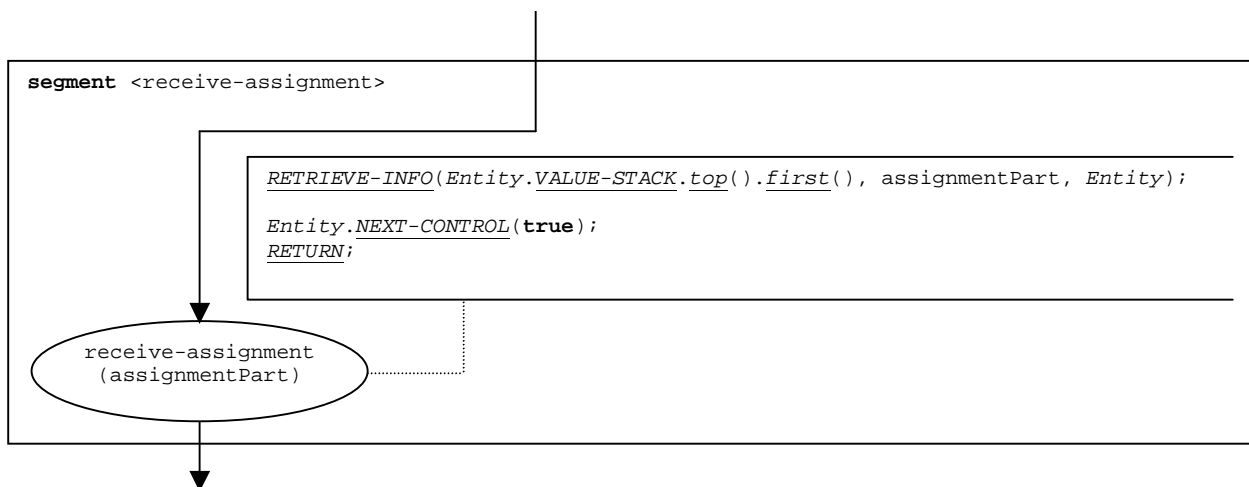 segment <receive-assignment>
RETRIEVE-INFO(Entity.VALUE-STACK.top().first(), assignmentPart, Entity);
Entity.NEXT-CONTROL(true);
RETURN;
receive-assignment
(assignmentPart)